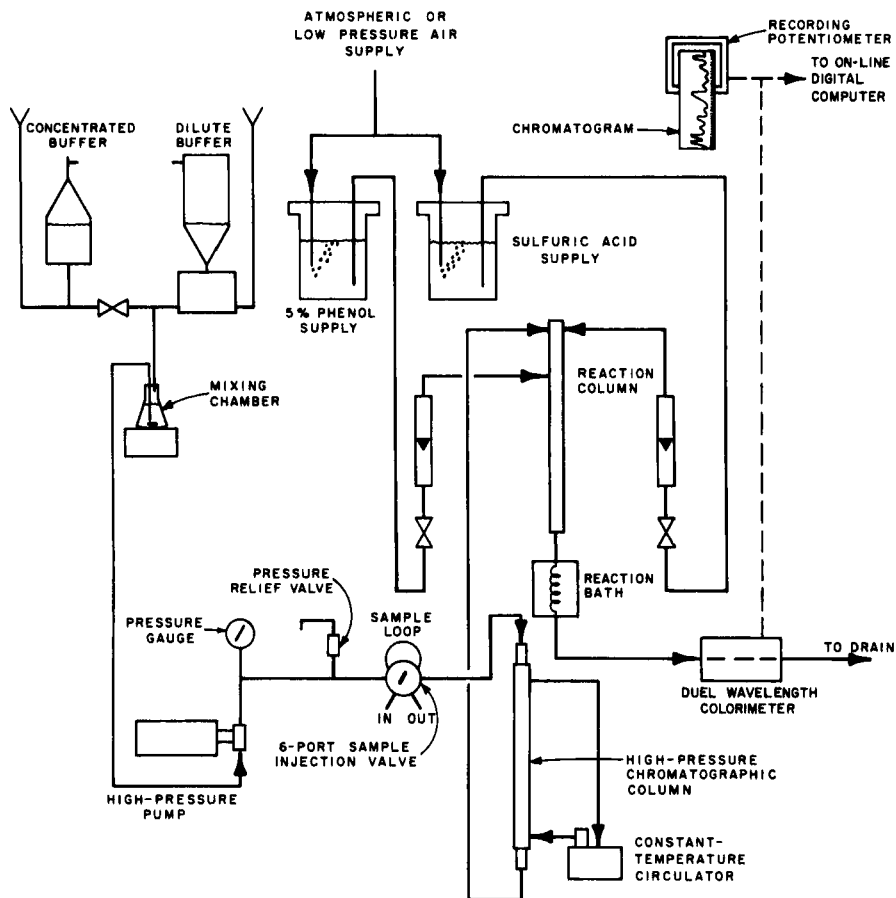 ATMOSPHERIC OR
LOW PRESSURE AIR
SUPPLY
RECORDING
POTENTIOMETER
TO ON-LINE
DIGITAL
COMPUTER
CHROMATOGRAM
CONCENTRATED
BUFFER
DILUTE
BUFFER
SULFURIC ACID
SUPPLY
5% PHENOL
SUPPLY
MIXING
CHAMBER
REACTION
COLUMN
REACTION
BATH
PRESSURE
RELIEF VALVE
PRESSURE
GAUGE
SAMPLE
LOOP
IN OUT
TO DRAIN
DUEL WAVELENGTH
COLORIMETER
6-PORT SAMPLE
INJECTION VALVE
HIGH-PRESSURE
PUMP
HIGH-PRESSURE
CHROMATOGRAPHIC
COLUMN
CONSTANT-
TEMPERATURE
CIRCULATOR